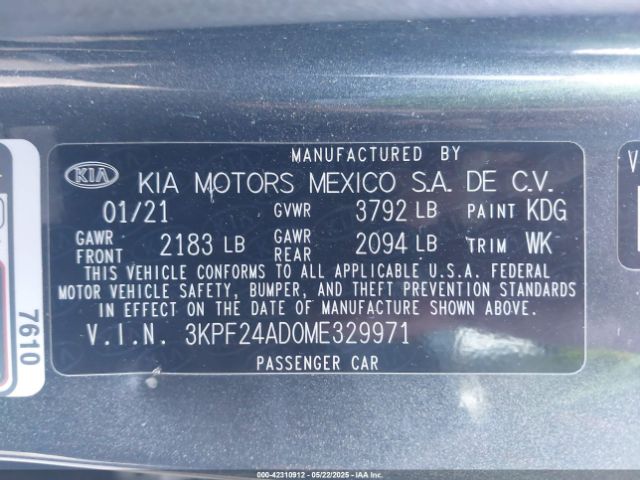 MANUFACTURED BY
KIA KIA MOTORS MEXICO S.A. DE C.V.
01/21 GVWR 3792 LB PAINT KDG
GAWR FRONT 2183 LB GAWR REAR 2094 LB TRIM WK
THIS VEHICLE CONFORMS TO ALL APPLICABLE U.S.A. FEDERAL
MOTOR VEHICLE SAFETY, BUMPER, AND THEFT PREVENTION STANDARDS
IN EFFECT ON THE DATE OF MANUFACTURE SHOWN ABOVE.
V.I.N. 3KPF24AD0ME329971
PASSENGER CAR
7610
V
000-42310912 - 05/22/2025 - IAAI.COM